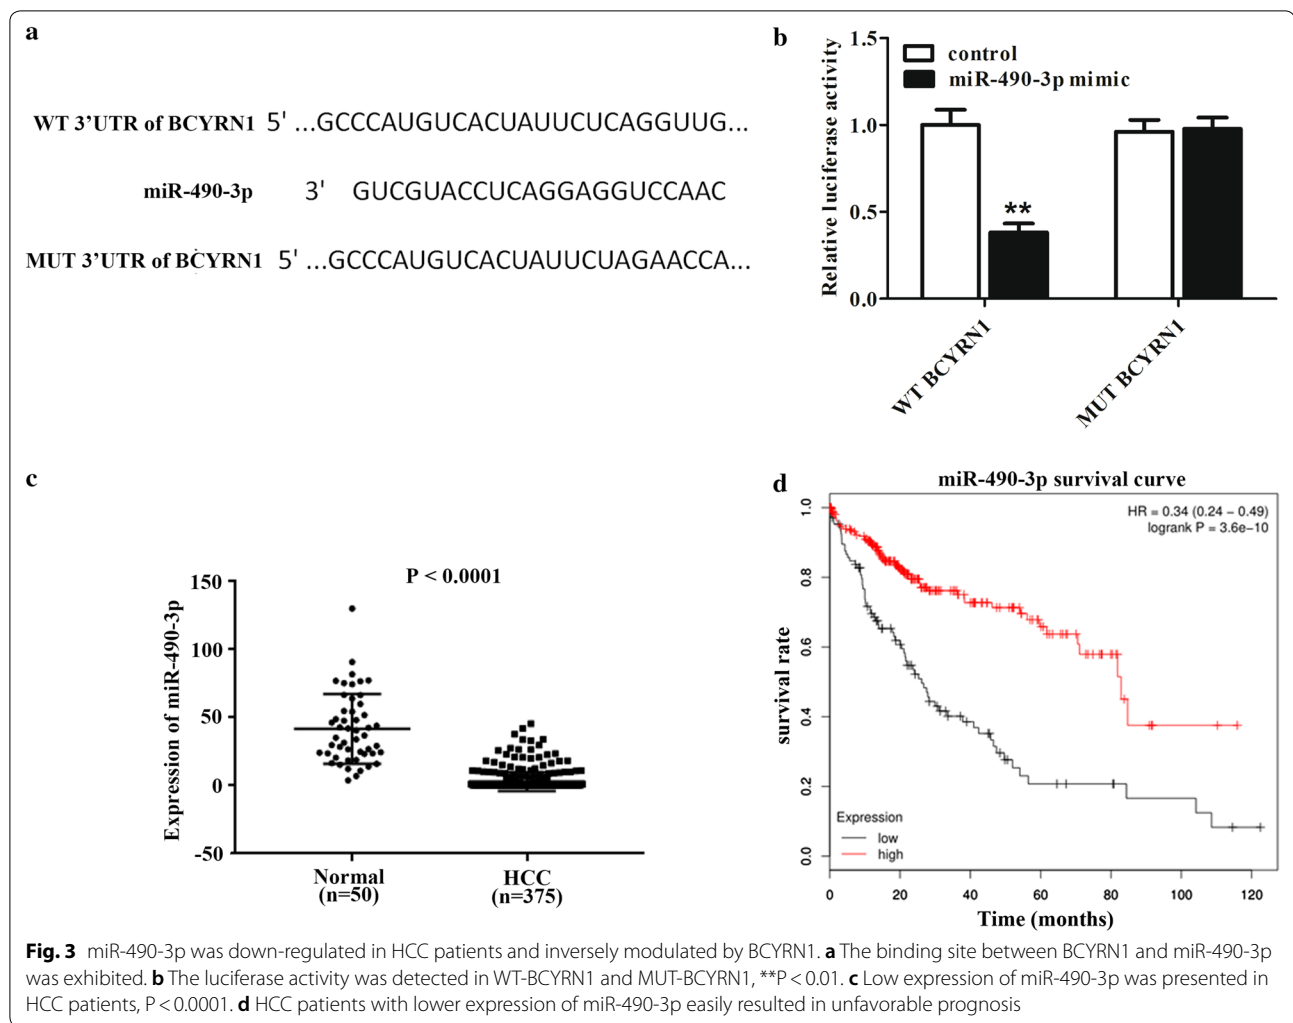 a
WT 3'UTR of BCYRN1 5' ...GCCCAUGUCACUAUUCUCAGGUUG...
miR-490-3p 3' GUCGUACCUCAGGAGGUCCAAC
MUT 3'UTR of BCYRN1 5' ...GCCCAUGUCACUAUUCUAGAACCA...
b
Relative luciferase activity
1.5
1.0
0.5
0.0
control
miR-490-3p mimic
**
WT BCYRN1
MUT BCYRN1
c
Expression of miR-490-3p
150
100
50
0
-50
P < 0.0001
Normal
(n=50)
HCC
(n=375)
d
miR-490-3p survival curve
HR = 0.34 (0.24 − 0.49)
logrank P = 3.6e−10
survival rate
1.0
0.8
0.6
0.4
0.2
0.0
Expression
low
high
0 20 40 60 80 100 120
Time (months)
Fig. 3 miR-490-3p was down-regulated in HCC patients and inversely modulated by BCYRN1. a The binding site between BCYRN1 and miR-490-3p
was exhibited. b The luciferase activity was detected in WT-BCYRN1 and MUT-BCYRN1, **P < 0.01. c Low expression of miR-490-3p was presented in
HCC patients, P < 0.0001. d HCC patients with lower expression of miR-490-3p easily resulted in unfavorable prognosis